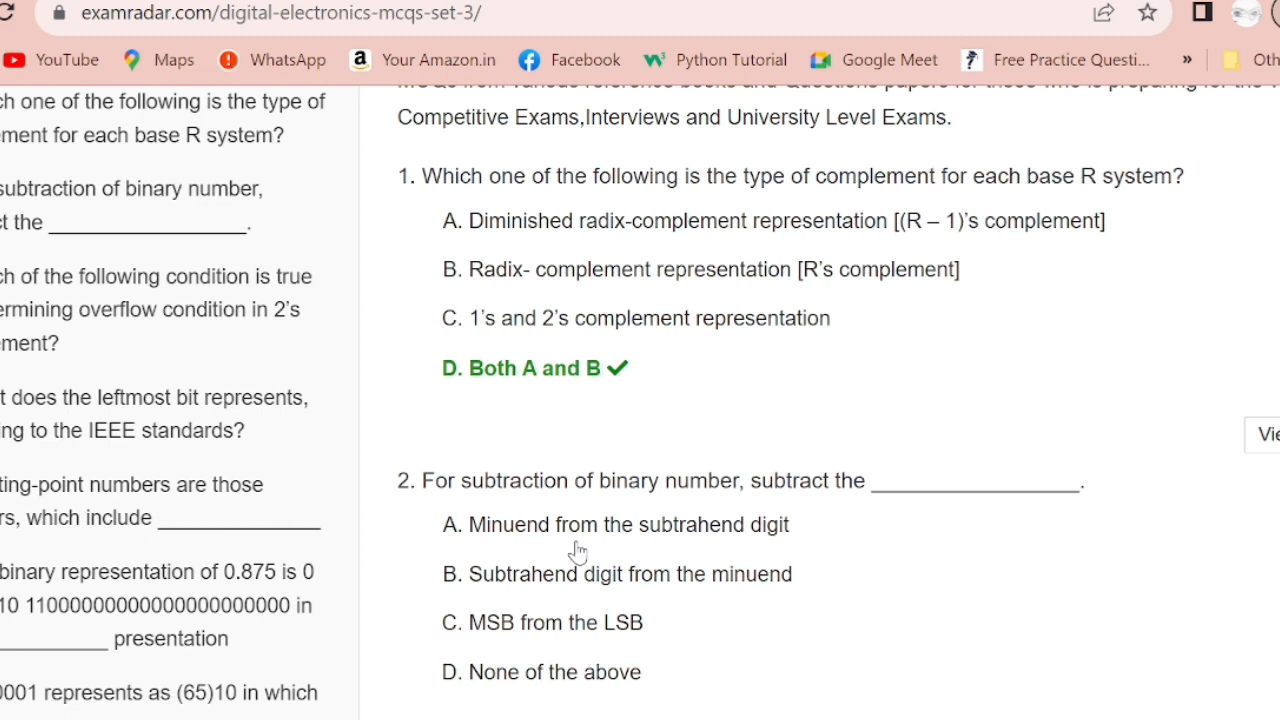 examradar.com/digital-electronics-mcqs-set-3/
YouTube Maps WhatsApp Your Amazon.in Facebook Python Tutorial Google Meet Free Practice Questi... » Oth
ch one of the following is the type of
ment for each base R system?
subtraction of binary number,
ct the _________________.
ch of the following condition is true
ermining overflow condition in 2's
ment?
t does the leftmost bit represents,
ing to the IEEE standards?
ting-point numbers are those
rs, which include ______________
binary representation of 0.875 is 0
10 11000000000000000000000 in
_________ presentation
0001 represents as (65)10 in which
Competitive Exams,Interviews and University Level Exams.
1. Which one of the following is the type of complement for each base R system?
A. Diminished radix-complement representation [(R – 1)'s complement]
B. Radix- complement representation [R's complement]
C. 1's and 2's complement representation
D. Both A and B ✔
Vie
2. For subtraction of binary number, subtract the __________________.
A. Minuend from the subtrahend digit
B. Subtrahend digit from the minuend
C. MSB from the LSB
D. None of the above